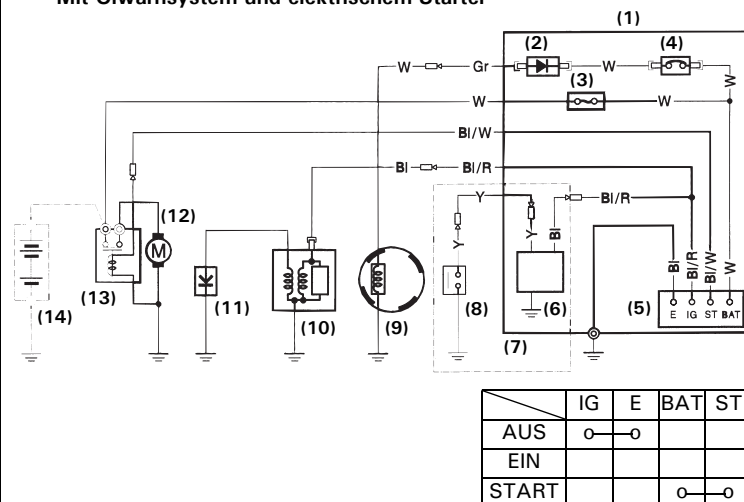 Mit Ölwarnsystem und elektrischem Starter
(1)
(2)
(4)
W
Gr
W
(3)
W
W
W
Bl/W
Bl
Bl/R
(12)
Y
Bl/R
M
Y
Y
Bl
Bl
Bl/R
Bl/W
W
(13)
(14)
(11)
(10)
(9)
(8)
(6)
(5)
E IG ST BAT
(7)
IG E BAT ST
AUS
EIN
START